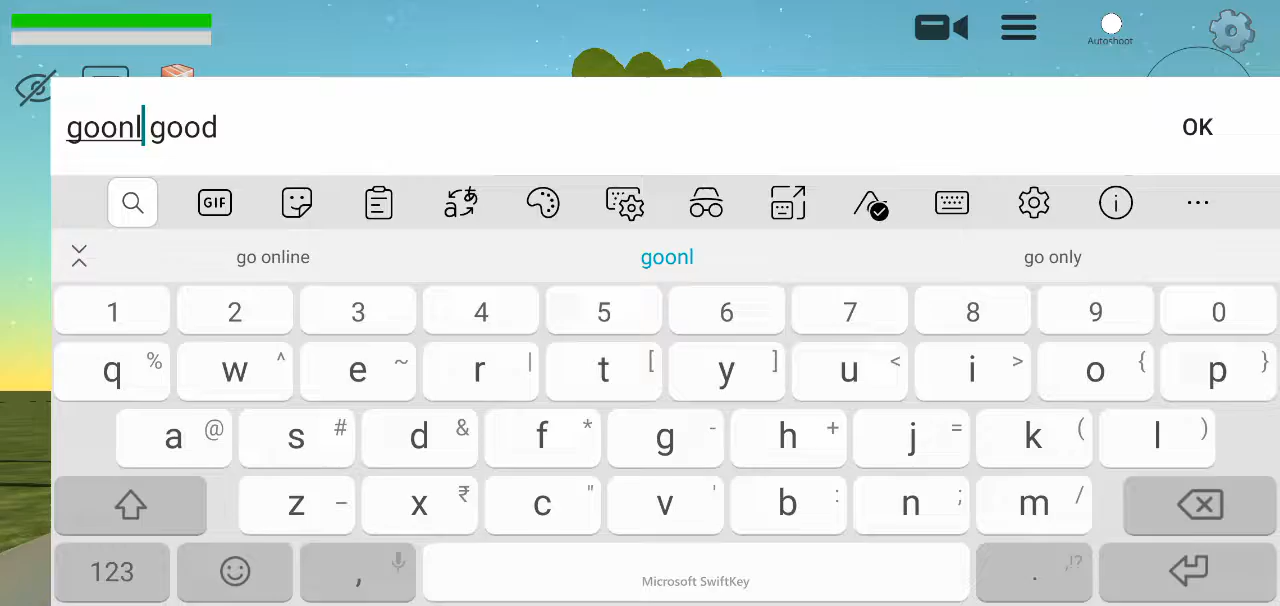 Autoshoot
goonl good
OK
GIF
go online goonl go only
1 2 3 4 5 6 7 8 9 0
q % w ^ e ~ r | t [ y ] u < i > o { p }
a @ s # d & f * g - h + j = k ( l )
z _ x ₹ c " v ' b : n ; m /
123 , Microsoft SwiftKey . ,!?